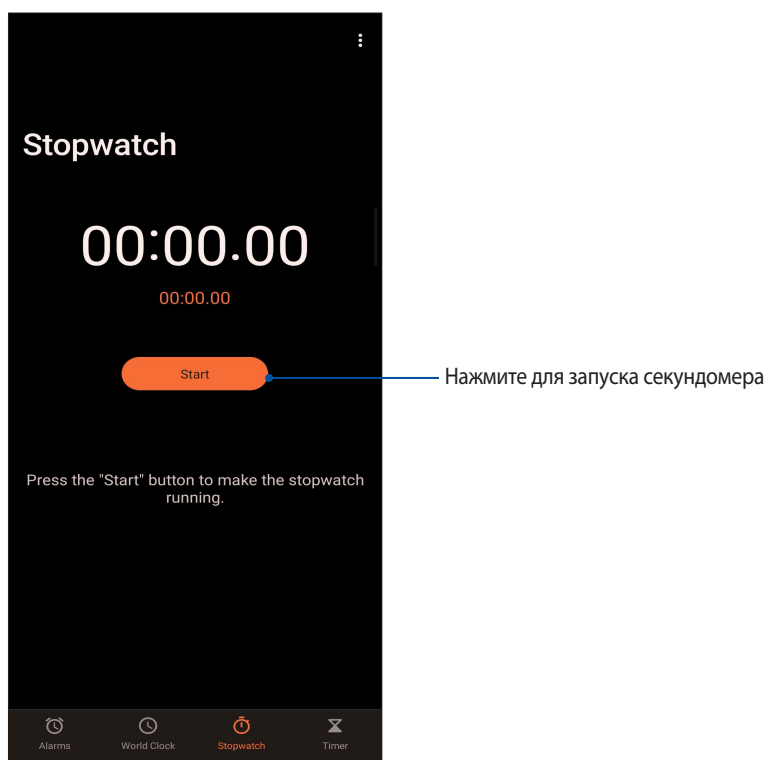 Stopwatch
00:00.00
00:00.00
Start
Нажмите для запуска секундомера
Press the "Start" button to make the stopwatch
running.
Alarms World Clock Stopwatch Timer